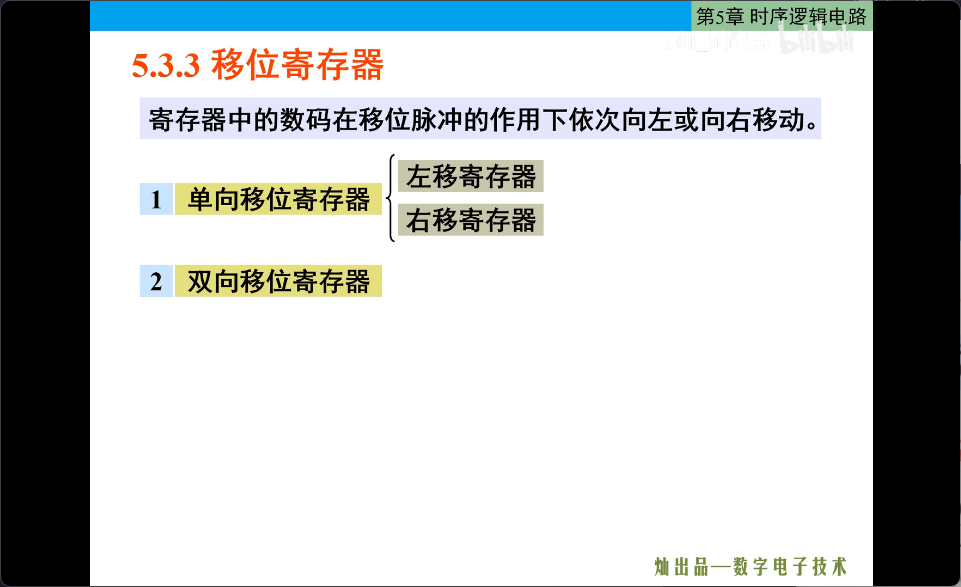 第5章 时序逻辑电路
bilibili
5.3.3 移位寄存器
寄存器中的数码在移位脉冲的作用下依次向左或向右移动。
左移寄存器
1 单向移位寄存器
右移寄存器
2 双向移位寄存器
灿出品—数字电子技术